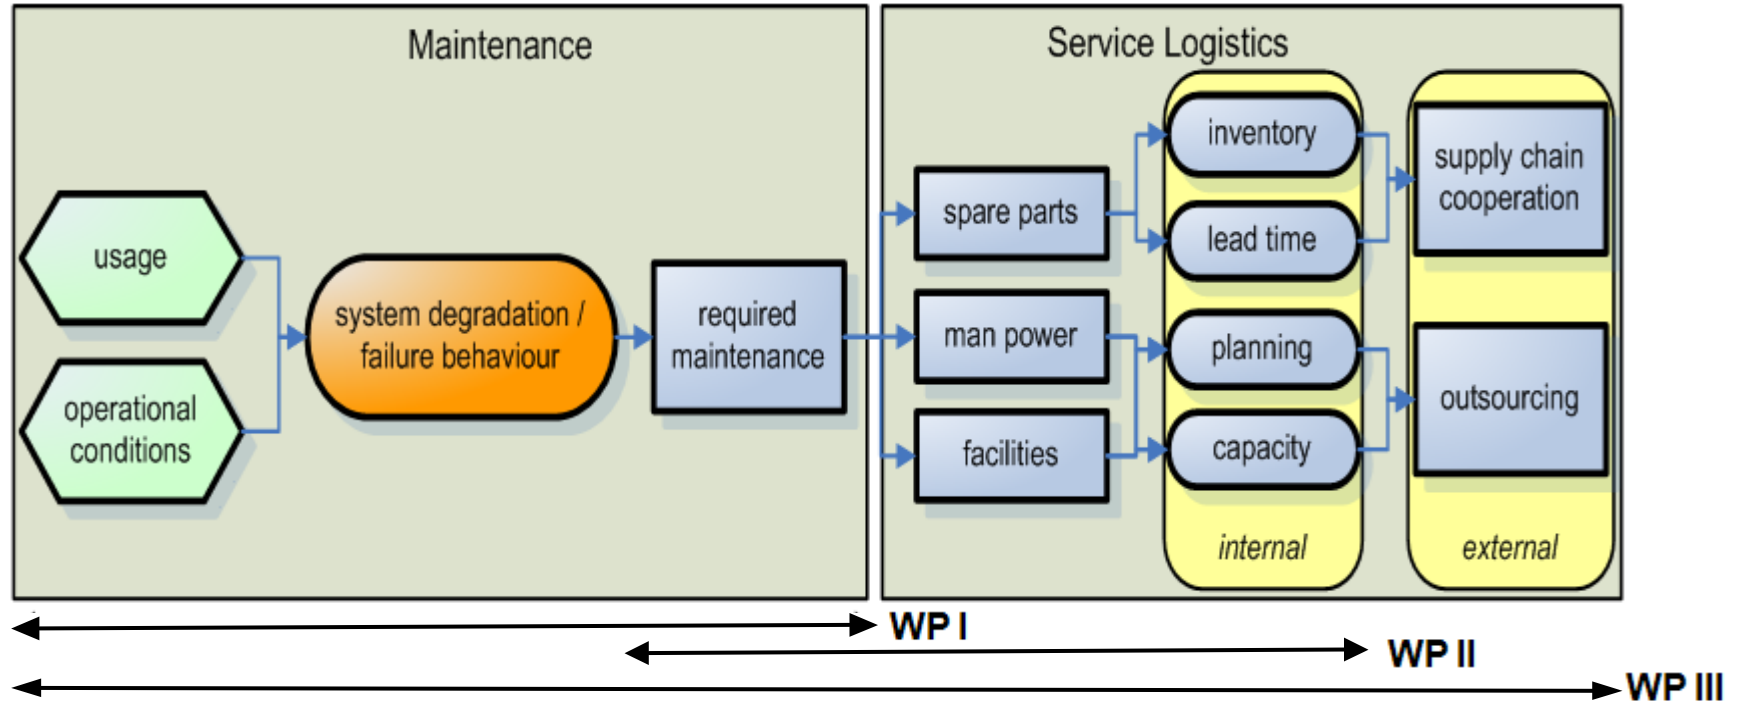 Maintenance
usage
operational
conditions
system degradation /
failure behaviour
required
maintenance
Service Logistics
spare parts
man power
facilities
inventory
lead time
planning
capacity
internal
supply chain
cooperation
outsourcing
external
WP I
WP II
WP III